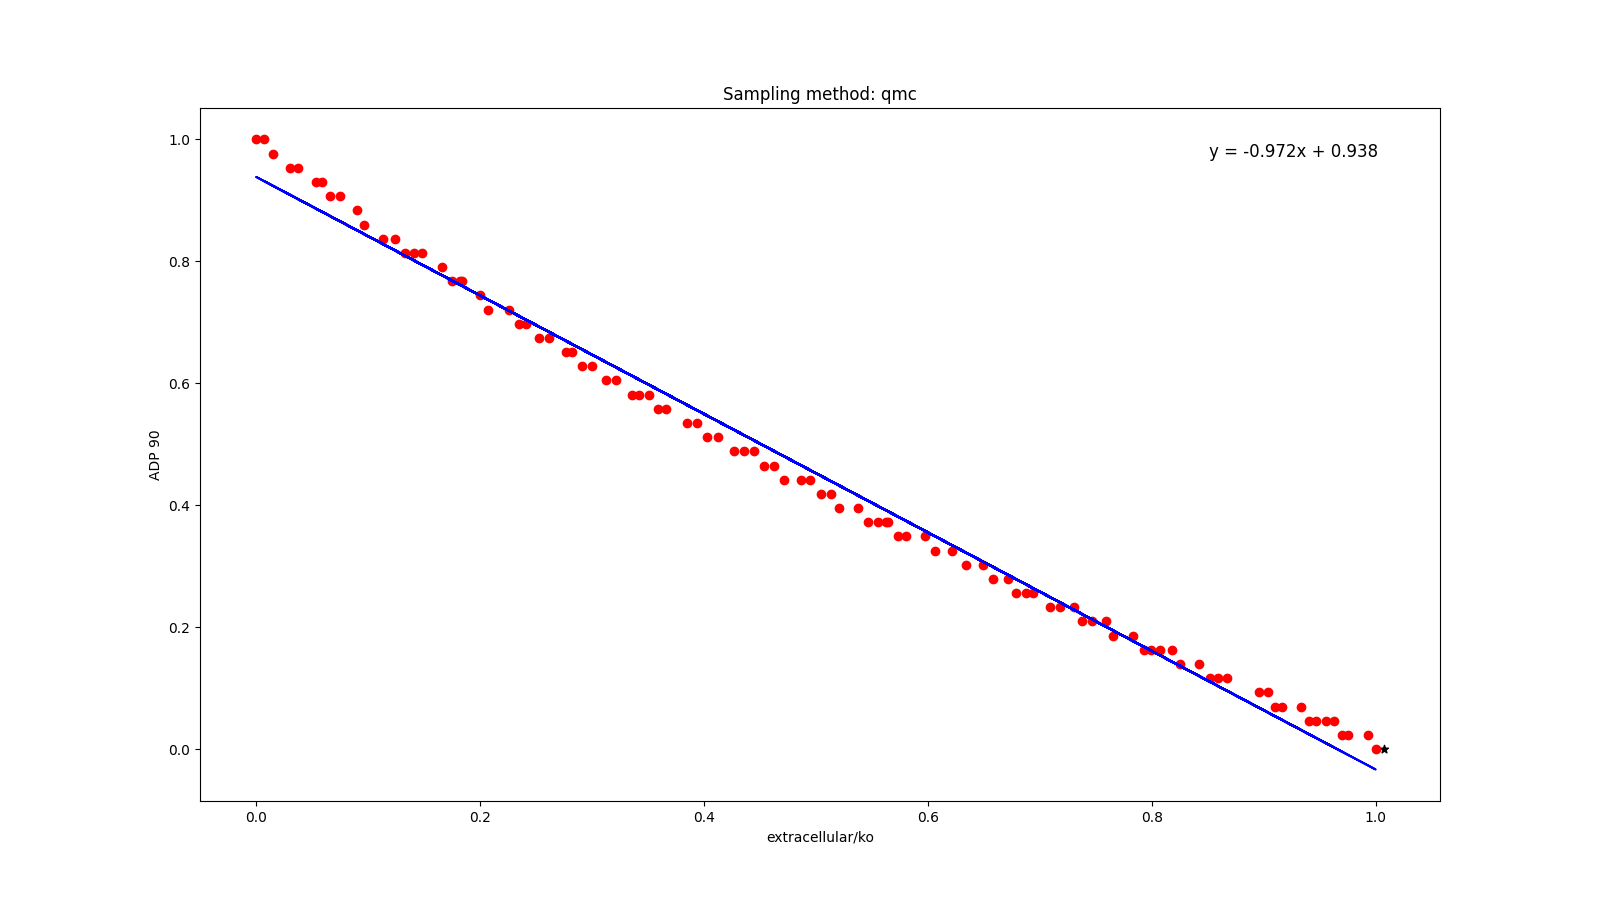 Sampling method: qmc
y = -0.972x + 0.938
1.0
0.8
0.6
0.4
0.2
0.0
ADP 90
0.0 0.2 0.4 0.6 0.8 1.0
extracellular/ko